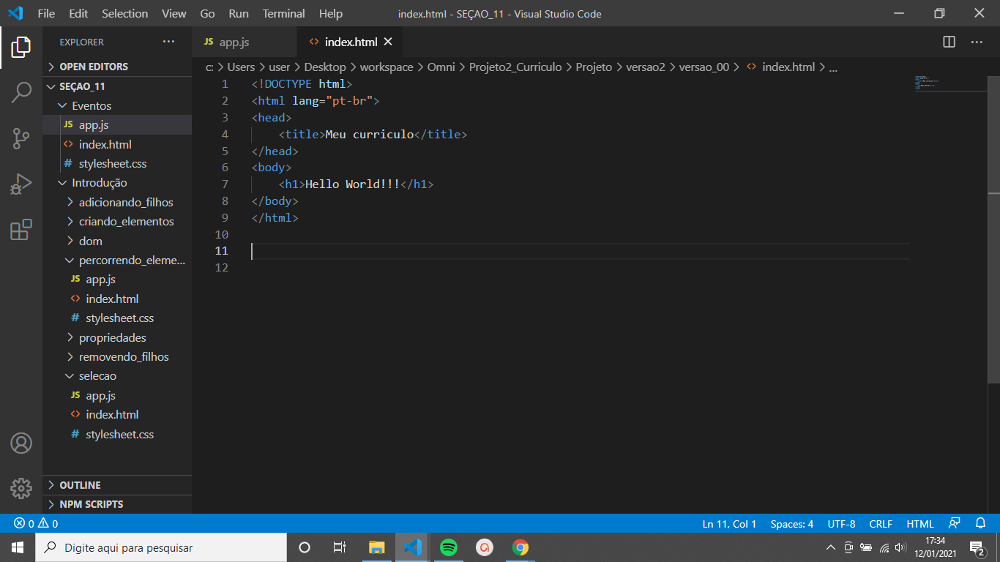 File Edit Selection View Go Run Terminal Help index.html - SEÇAO_11 - Visual Studio Code
EXPLORER ...
OPEN EDITORS
SEÇAO_11
Eventos
JS app.js
<> index.html
# stylesheet.css
Introdução
adicionando_filhos
criando_elementos
dom
percorrendo_eleme...
JS app.js
<> index.html
# stylesheet.css
propriedades
removendo_filhos
selecao
JS app.js
<> index.html
# stylesheet.css
OUTLINE
NPM SCRIPTS
JS app.js <> index.html
c: > Users > user > Desktop > workspace > Omni > Projeto2_Curriculo > Projeto > versao2 > versao_00 > <> index.html > ...
1 <!DOCTYPE html>
2 <html lang="pt-br">
3 <head>
4 <title>Meu curriculo</title>
5 </head>
6 <body>
7 <h1>Hello World!!!</h1>
8 </body>
9 </html>
10
11
12
0 0 Ln 11, Col 1 Spaces: 4 UTF-8 CRLF HTML
Digite aqui para pesquisar
17:34
12/01/2021
2